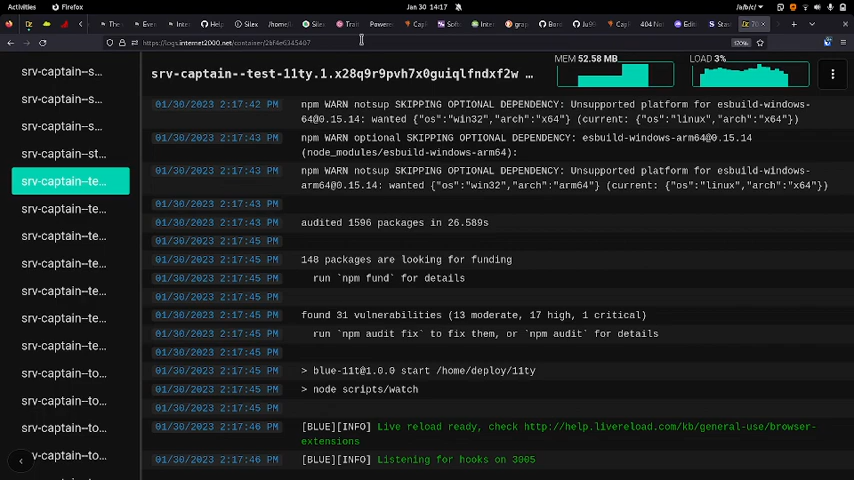 Activities
Firefox
Jan 30 14:17
The
Eves
Inter
Help
Silex
/home/l
Silex
Trait
Powere
Softw
Inter
grap
404 No
Edit
https://logs.internet2000.net/container/2bf4e6345407
120%
srv-captain--s...
srv-captain--s...
srv-captain--s...
srv-captain--st...
srv-captain--te...
srv-captain--te...
srv-captain--te...
srv-captain--te...
srv-captain--te...
srv-captain--te...
srv-captain--te...
srv-captain--to...
srv-captain--to...
srv-captain--to...
srv-captain--to...
srv-captain--test-11ty.1.x28q9r9pvh7x0guiqlfndxf2w ...
MEM 52.58 MB
LOAD 3%
01/30/2023 2:17:42 PM npm WARN notsup SKIPPING OPTIONAL DEPENDENCY: Unsupported platform for esbuild-windows-
64@0.15.14: wanted {"os":"win32","arch":"x64"} (current: {"os":"linux","arch":"x64"})
01/30/2023 2:17:43 PM npm WARN optional SKIPPING OPTIONAL DEPENDENCY: esbuild-windows-arm64@0.15.14
(node_modules/esbuild-windows-arm64):
01/30/2023 2:17:43 PM npm WARN notsup SKIPPING OPTIONAL DEPENDENCY: Unsupported platform for esbuild-windows-
arm64@0.15.14: wanted {"os":"win32","arch":"arm64"} (current: {"os":"linux","arch":"x64"})
01/30/2023 2:17:43 PM
01/30/2023 2:17:43 PM audited 1596 packages in 26.589s
01/30/2023 2:17:45 PM
01/30/2023 2:17:45 PM 148 packages are looking for funding
01/30/2023 2:17:45 PM run `npm fund` for details
01/30/2023 2:17:45 PM
01/30/2023 2:17:45 PM found 31 vulnerabilities (13 moderate, 17 high, 1 critical)
01/30/2023 2:17:45 PM run `npm audit fix` to fix them, or `npm audit` for details
01/30/2023 2:17:45 PM
01/30/2023 2:17:45 PM > blue-11t@1.0.0 start /home/deploy/11ty
01/30/2023 2:17:45 PM > node scripts/watch
01/30/2023 2:17:45 PM
01/30/2023 2:17:46 PM [BLUE][INFO] Live reload ready, check http://help.livereload.com/kb/general-use/browser-
extensions
01/30/2023 2:17:46 PM [BLUE][INFO] Listening for hooks on 3005